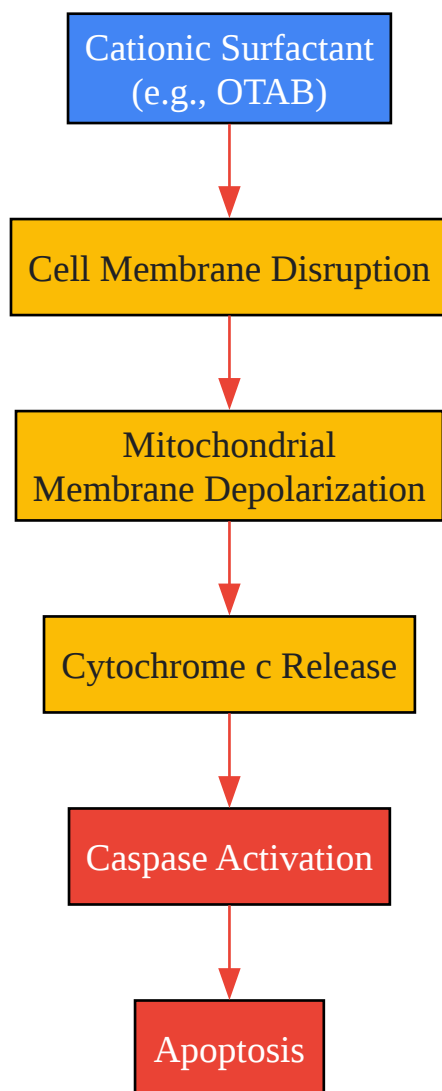 Cationic Surfactant
(e.g., OTAB)
Cell Membrane Disruption
Mitochondrial
Membrane Depolarization
Cytochrome c Release
Caspase Activation
Apoptosis